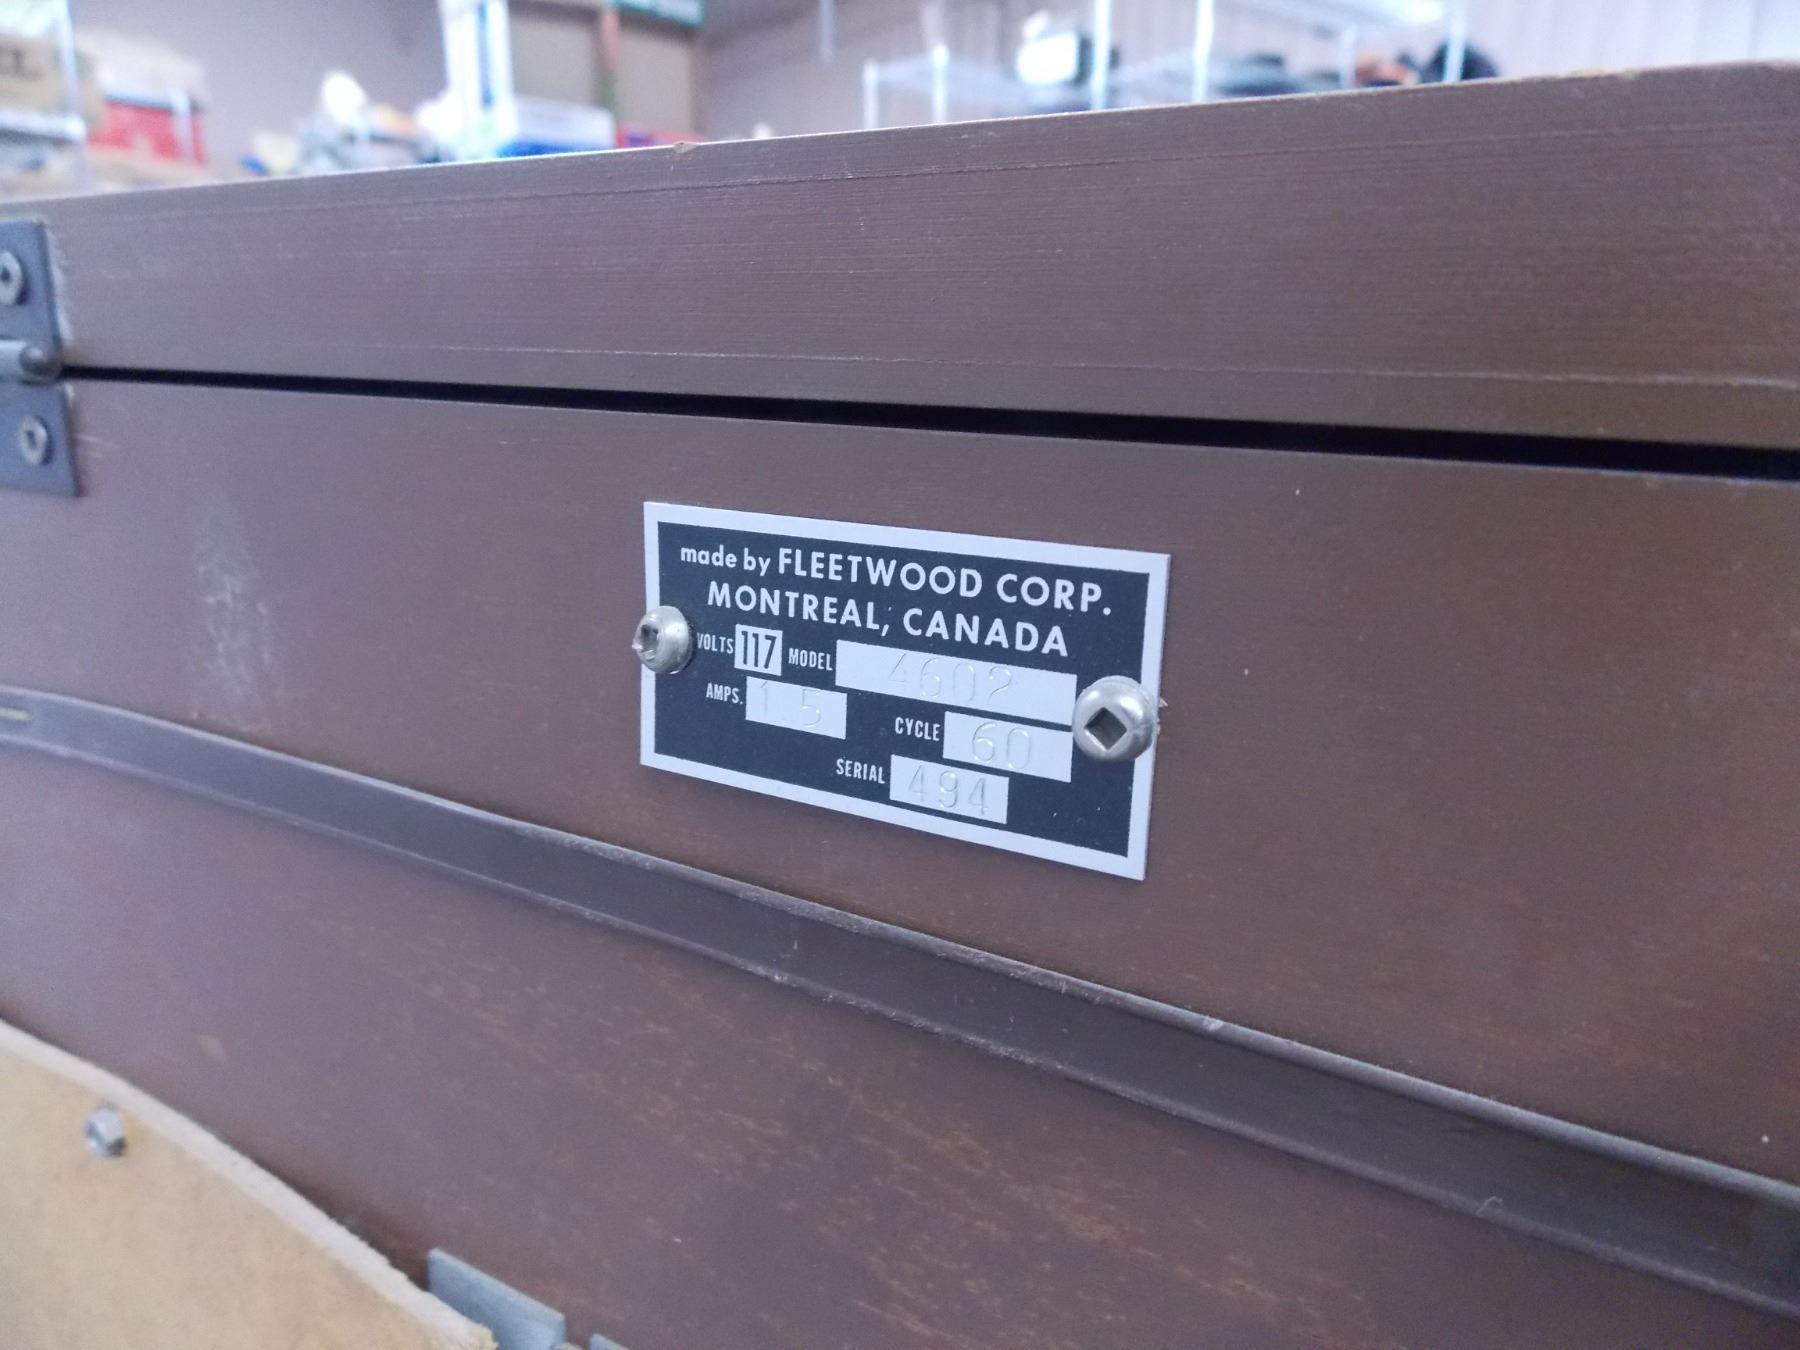 made by FLEETWOOD CORP.
MONTREAL, CANADA
VOLTS 117 MODEL 4602
AMPS. 1.5 CYCLE 60
SERIAL 494